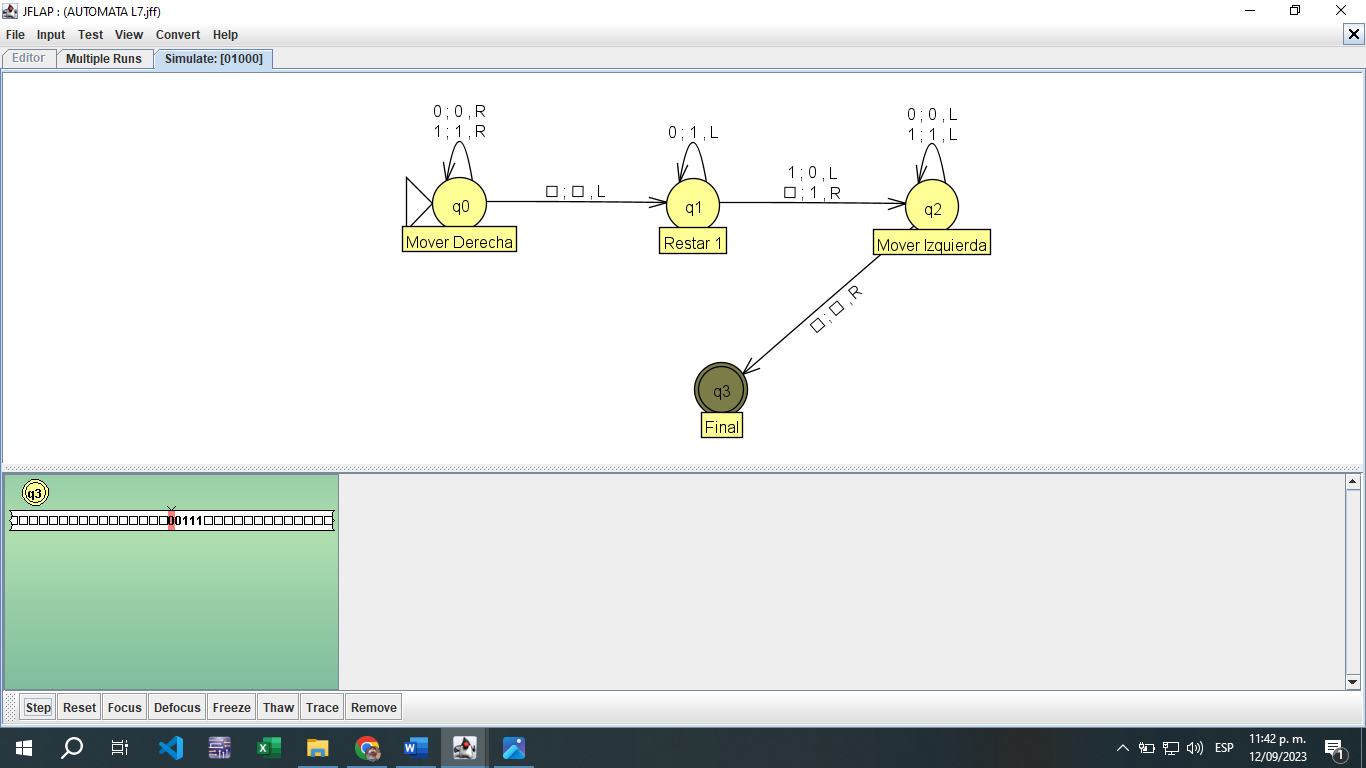 JFLAP : (AUTOMATA L7.jff)
File Input Test View Convert Help
Editor Multiple Runs Simulate: [01000]
0 ; 0 , R
1 ; 1 , R
0 ; 1 , L
0 ; 0 , L
1 ; 1 , L
□ ; □ , L
1 ; 0 , L
□ ; 1 , R
q0
q1
q2
Mover Derecha
Restar 1
Mover Izquierda
□ ; □ , R
q3
Final
q3
□□□□□□□□□□□□□□□□00111□□□□□□□□□□□□□
Step Reset Focus Defocus Freeze Thaw Trace Remove
ESP
11:42 p. m.
12/09/2023
1